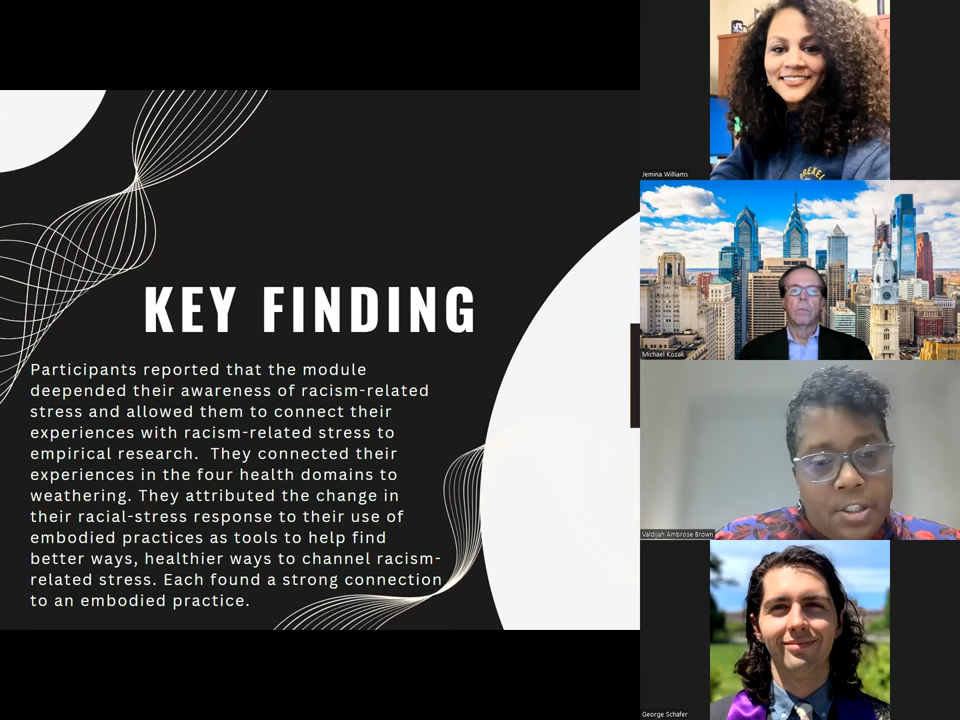 KEY FINDING
Participants reported that the module
deepened their awareness of racism-related
stress and allowed them to connect their
experiences with racism-related stress to
empirical research.  They connected their
experiences in the four health domains to
weathering. They attributed the change in
their racial-stress response to their use of
embodied practices as tools to help find
better ways, healthier ways to channel racism-
related stress. Each found a strong connection
to an embodied practice.
DREXEL
Jemina Williams
Michael Kozak
Valdijah Ambrose Brown
George Schafer